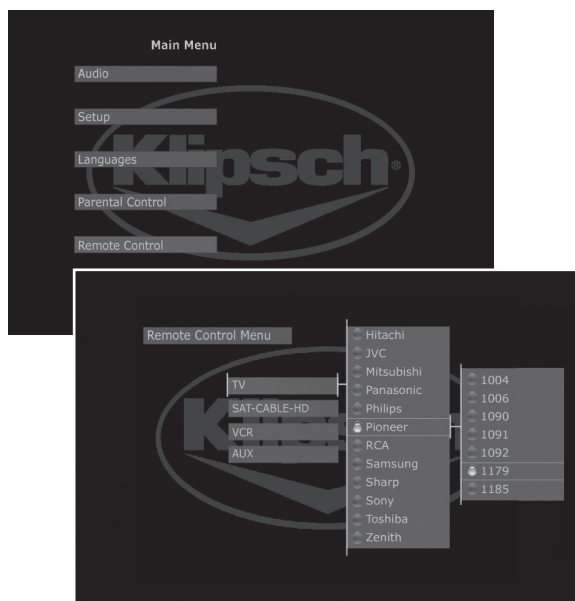 Main Menu
Audio
Setup
Languages
Parental Control
Remote Control
Klipsch®
Remote Control Menu
TV
SAT-CABLE-HD
VCR
AUX
Hitachi
JVC
Mitsubishi
Panasonic
Philips
Pioneer
RCA
Samsung
Sharp
Sony
Toshiba
Zenith
1004
1006
1090
1091
1092
1179
1185